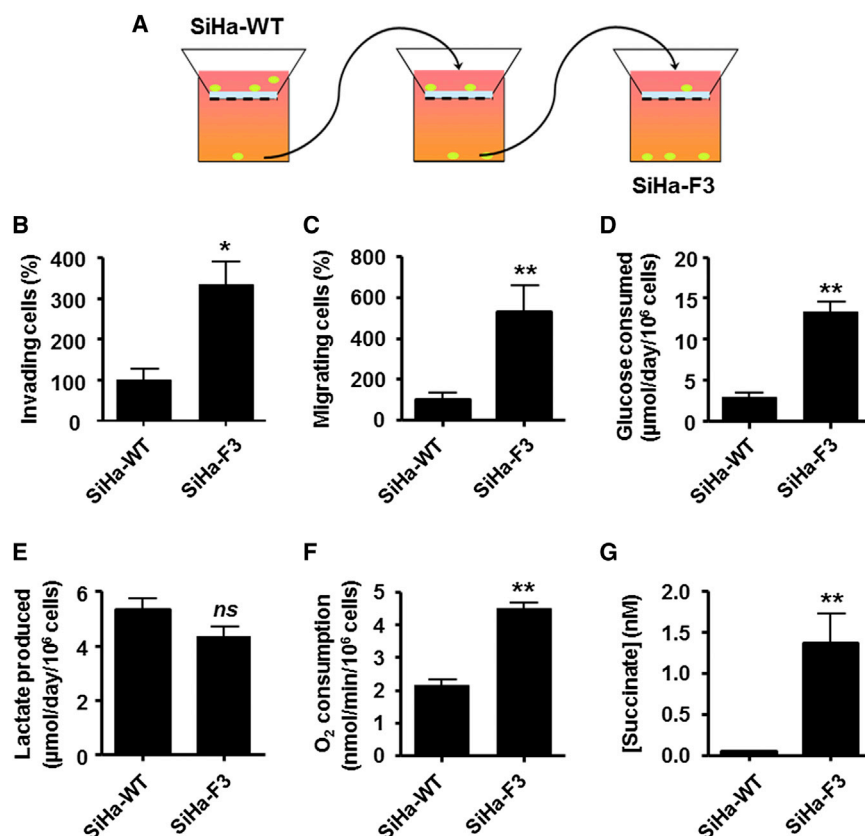 A
SiHa-WT
SiHa-F3
B
Invading cells (%)
400
300
200
100
0
*
SiHa-WT
SiHa-F3
C
Migrating cells (%)
800
600
400
200
0
**
SiHa-WT
SiHa-F3
D
Glucose consumed
(µmol/day/10⁶ cells)
20
15
10
5
0
**
SiHa-WT
SiHa-F3
E
Lactate produced
(µmol/day/10⁶ cells)
6
4
2
0
ns
SiHa-WT
SiHa-F3
F
O₂ consumption
(nmol/min/10⁶ cells)
5
4
3
2
1
0
**
SiHa-WT
SiHa-F3
G
[Succinate] (nM)
2.0
1.5
1.0
0.5
0.0
**
SiHa-WT
SiHa-F3